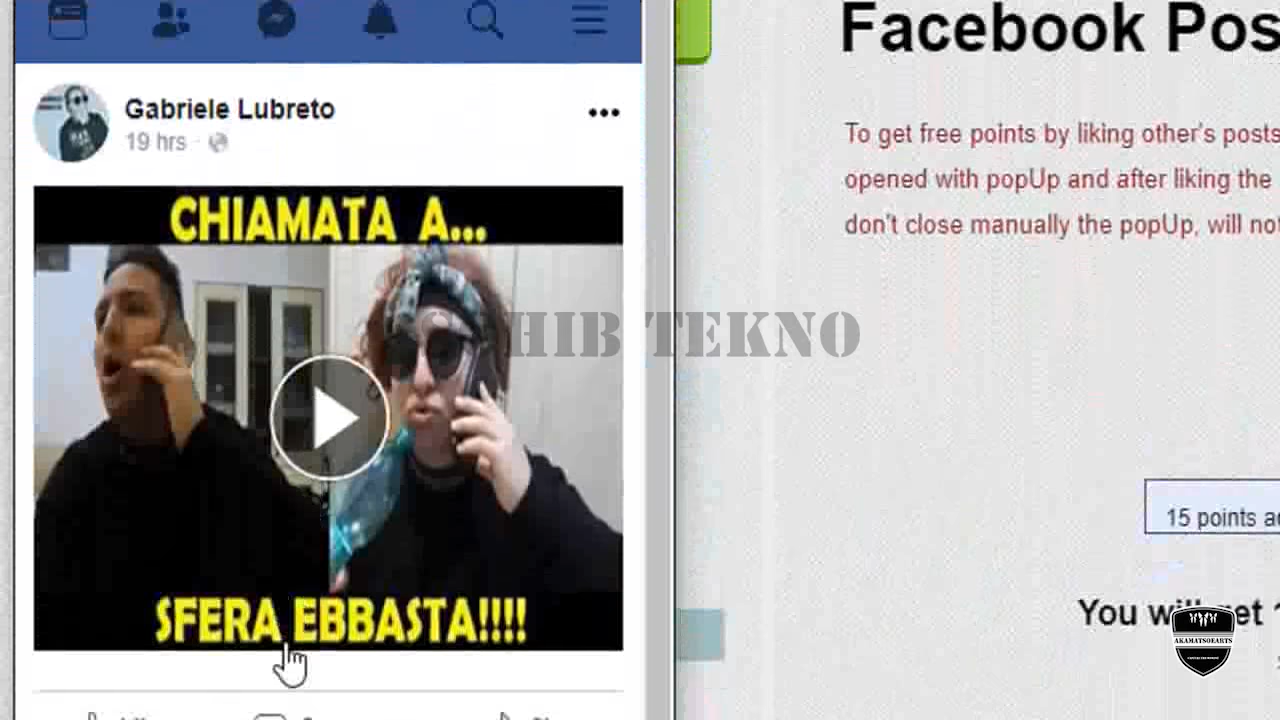 Gabriele Lubreto
19 hrs
CHIAMATA A...
SFERA EBBASTA!!!!
HIB TEKNO
Facebook Pos
To get free points by liking other's posts
opened with popUp and after liking the
don't close manually the popUp, will not
15 points a
You will get
AKAMATSOEARTS